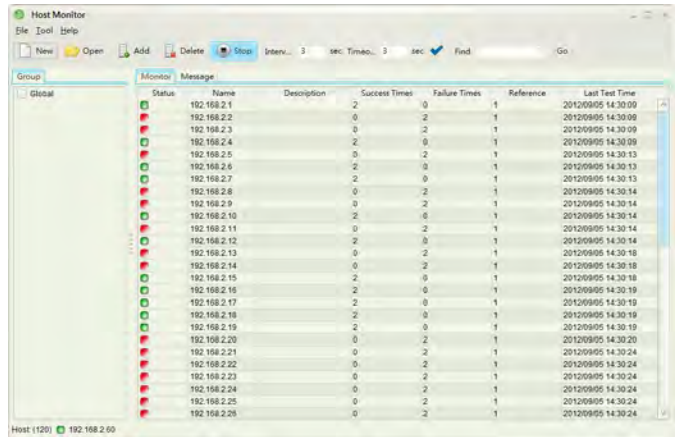 Host Monitor
File Tool Help
New Open Add Delete Stop Interv... 3 sec. Timeo... 3 sec. Find Go
Group Monitor Message
Global
Status Name Description Success Times Failure Times Reference Last Test Time
192.168.2.1 2 0 1 2012/09/05 14:30:09
192.168.2.2 0 2 1 2012/09/05 14:30:09
192.168.2.3 0 2 1 2012/09/05 14:30:09
192.168.2.4 2 0 1 2012/09/05 14:30:09
192.168.2.5 0 2 1 2012/09/05 14:30:13
192.168.2.6 2 0 1 2012/09/05 14:30:13
192.168.2.7 2 0 1 2012/09/05 14:30:13
192.168.2.8 0 2 1 2012/09/05 14:30:14
192.168.2.9 0 2 1 2012/09/05 14:30:14
192.168.2.10 2 0 1 2012/09/05 14:30:14
192.168.2.11 0 2 1 2012/09/05 14:30:14
192.168.2.12 2 0 1 2012/09/05 14:30:14
192.168.2.13 0 2 1 2012/09/05 14:30:18
192.168.2.14 0 2 1 2012/09/05 14:30:18
192.168.2.15 2 0 1 2012/09/05 14:30:18
192.168.2.16 2 0 1 2012/09/05 14:30:19
192.168.2.17 2 0 1 2012/09/05 14:30:19
192.168.2.18 2 0 1 2012/09/05 14:30:19
192.168.2.19 2 0 1 2012/09/05 14:30:19
192.168.2.20 0 2 1 2012/09/05 14:30:20
192.168.2.21 0 2 1 2012/09/05 14:30:24
192.168.2.22 0 2 1 2012/09/05 14:30:24
192.168.2.23 0 2 1 2012/09/05 14:30:24
192.168.2.24 0 2 1 2012/09/05 14:30:24
192.168.2.25 0 2 1 2012/09/05 14:30:24
192.168.2.26 0 2 1 2012/09/05 14:30:24
Host (120) 192.168.2.60